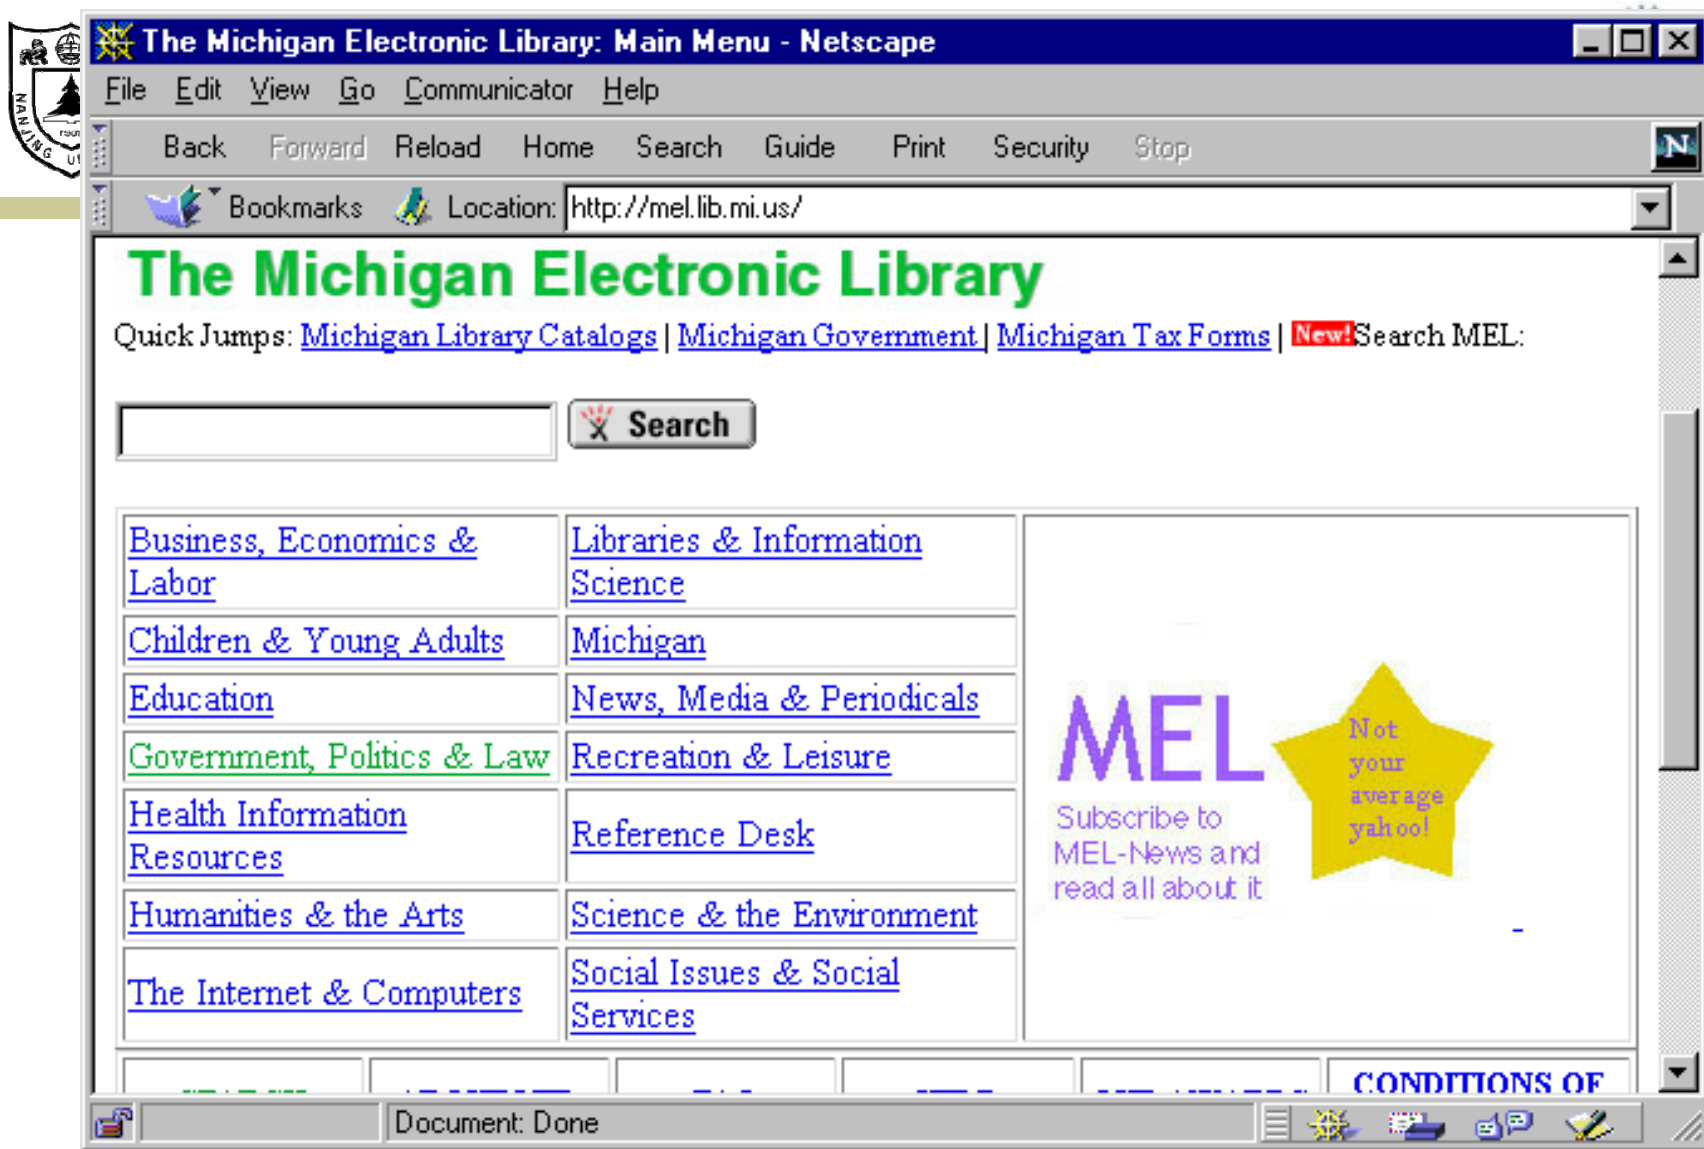 The Michigan Electronic Library: Main Menu - Netscape
File Edit View Go Communicator Help
NANJING
Back Forward Reload Home Search Guide Print Security Stop
N
Bookmarks Location: http://mel.lib.mi.us/
The Michigan Electronic Library
Quick Jumps: Michigan Library Catalogs | Michigan Government | Michigan Tax Forms | New! Search MEL:
Search
Business, Economics &
Labor
Libraries & Information
Science
Children & Young Adults
Michigan
Education
News, Media & Periodicals
Government, Politics & Law
Recreation & Leisure
Health Information
Resources
Reference Desk
Humanities & the Arts
Science & the Environment
The Internet & Computers
Social Issues & Social
Services
MEL
Subscribe to
MEL-News and
read all about it
Not
your
average
yahoo!
CONDITIONS OF
Document: Done